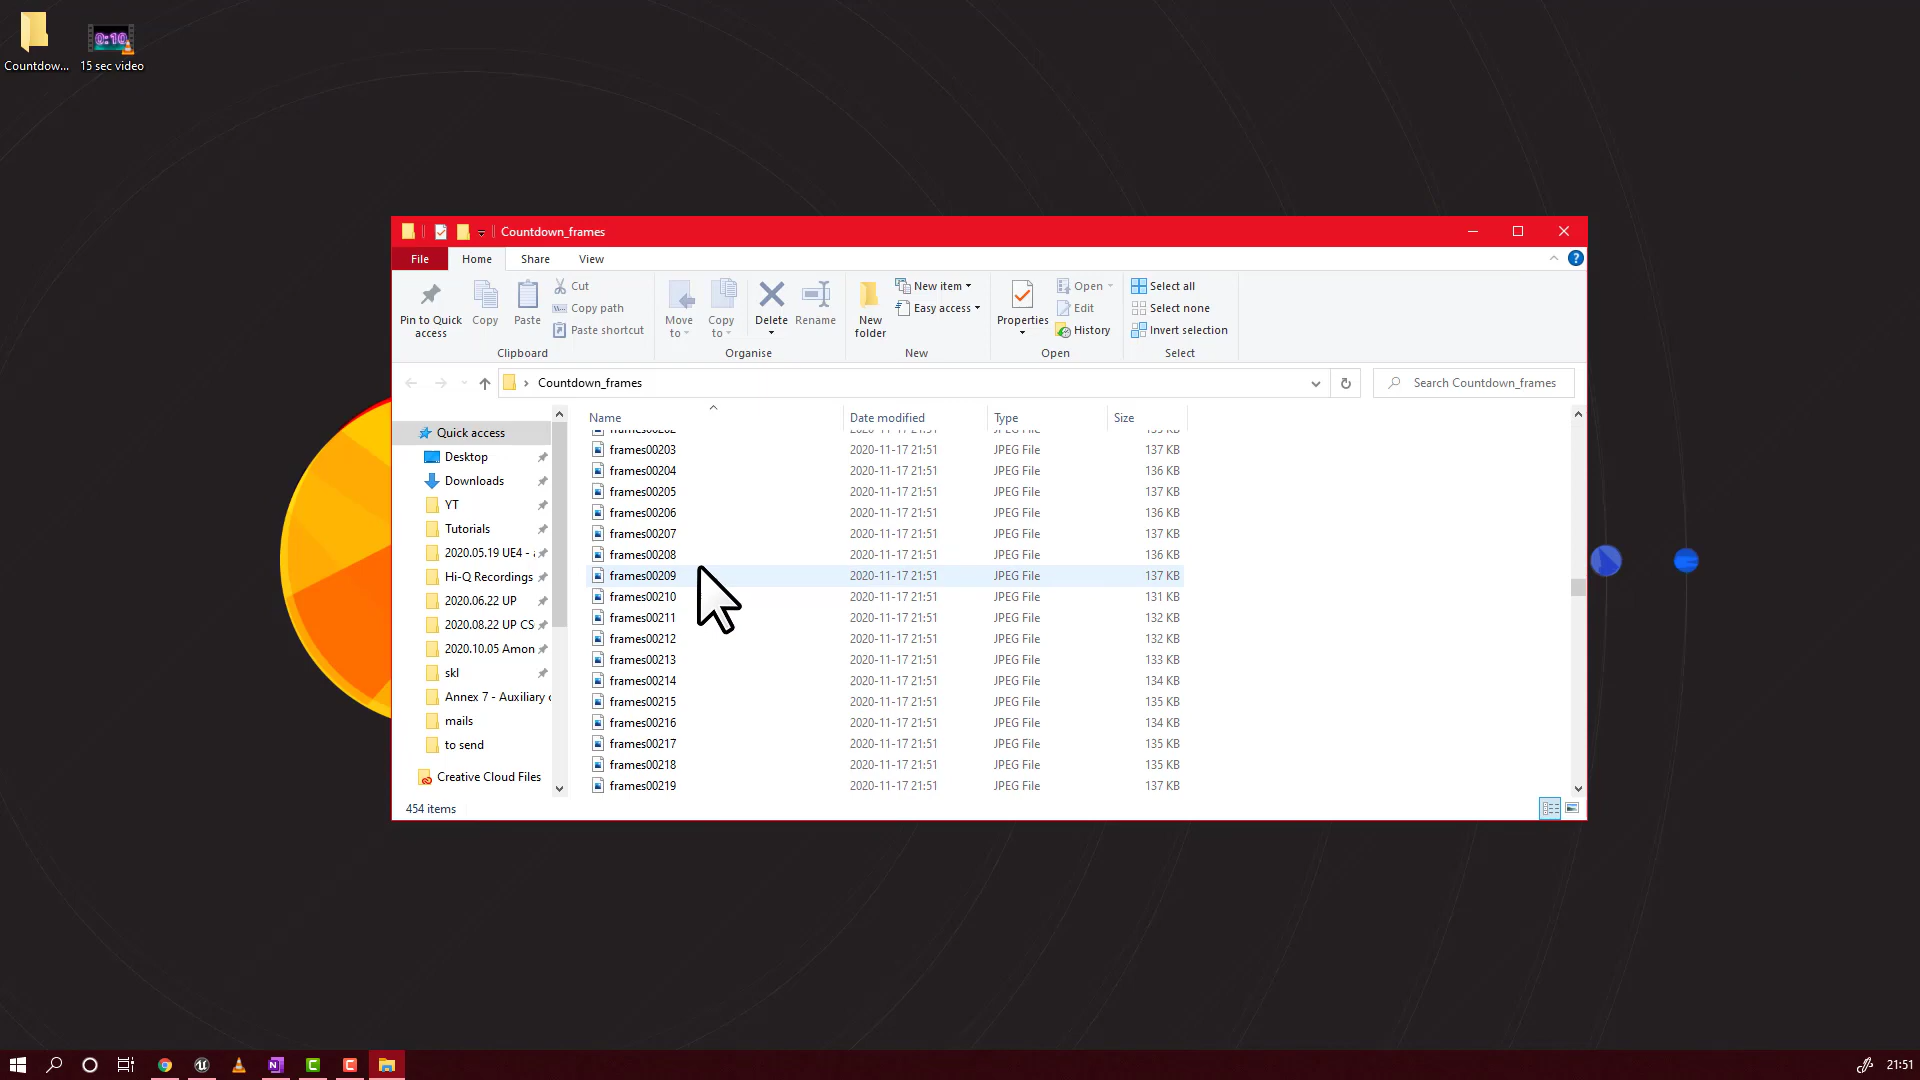 Countdow...
0:10
15 sec video
Countdown_frames
File
Home
Share
View
Pin to Quick access
Copy
Paste
Cut
Copy path
Paste shortcut
Clipboard
Move to
Copy to
Delete
Rename
Organise
New folder
New item
Easy access
New
Properties
Open
Edit
History
Open
Select all
Select none
Invert selection
Select
Countdown_frames
Search Countdown_frames
Quick access
Desktop
Downloads
YT
Tutorials
2020.05.19 UE4 -
Hi-Q Recordings
2020.06.22 UP
2020.08.22 UP CS
2020.10.05 Amon
skl
Annex 7 - Auxiliary
mails
to send
Creative Cloud Files
Name Date modified Type Size
frames00203 2020-11-17 21:51 JPEG File 137 KB
frames00204 2020-11-17 21:51 JPEG File 136 KB
frames00205 2020-11-17 21:51 JPEG File 137 KB
frames00206 2020-11-17 21:51 JPEG File 136 KB
frames00207 2020-11-17 21:51 JPEG File 137 KB
frames00208 2020-11-17 21:51 JPEG File 136 KB
frames00209 2020-11-17 21:51 JPEG File 137 KB
frames00210 2020-11-17 21:51 JPEG File 131 KB
frames00211 2020-11-17 21:51 JPEG File 132 KB
frames00212 2020-11-17 21:51 JPEG File 132 KB
frames00213 2020-11-17 21:51 JPEG File 133 KB
frames00214 2020-11-17 21:51 JPEG File 134 KB
frames00215 2020-11-17 21:51 JPEG File 135 KB
frames00216 2020-11-17 21:51 JPEG File 134 KB
frames00217 2020-11-17 21:51 JPEG File 135 KB
frames00218 2020-11-17 21:51 JPEG File 135 KB
frames00219 2020-11-17 21:51 JPEG File 137 KB
454 items
21:51